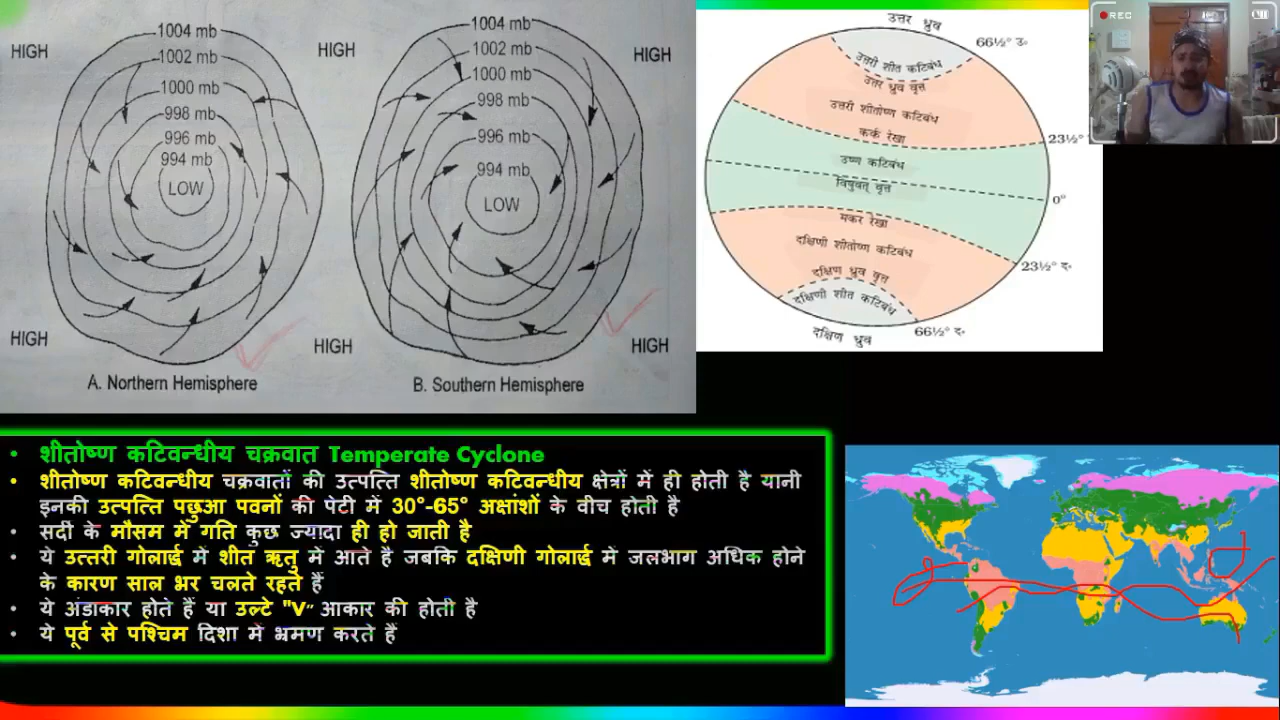 1004 mb
1002 mb
1000 mb
998 mb
996 mb
994 mb
LOW
HIGH
HIGH
HIGH
HIGH
A. Northern Hemisphere
1004 mb
1002 mb
1000 mb
998 mb
996 mb
994 mb
LOW
HIGH
HIGH
B. Southern Hemisphere
उत्तर ध्रुव
66½° उ॰
उत्तरी शीत कटिबंध
उत्तर ध्रुव वृत्त
उत्तरी शीतोष्ण कटिबंध
कर्क रेखा
23½°
उष्ण कटिबंध
विषुवत् वृत्त
0°
मकर रेखा
दक्षिणी शीतोष्ण कटिबंध
23½° द॰
दक्षिण ध्रुव वृत्त
दक्षिणी शीत कटिबंध
दक्षिण ध्रुव
66½° द॰
REC
• शीतोष्ण कटिवन्धीय चक्रवात Temperate Cyclone
• शीतोष्ण कटिवन्धीय चक्रवातों की उत्पत्ति शीतोष्ण कटिवन्धीय क्षेत्रों में ही होती है यानी
इनकी उत्पत्ति पछुआ पवनों की पेटी में 30°-65° अक्षांशों के वीच होती है
• सर्दी के मौसम में गति कुछ ज्यादा ही हो जाती है
• ये उत्तरी गोलार्द्ध में शीत ऋतु में आते है जबकि दक्षिणी गोलार्द्ध में जलभाग अधिक होने
के कारण साल भर चलते रहते हैं
• ये अंडाकार होते हैं या उल्टे "V" आकार की होती है
• ये पूर्व से पश्चिम दिशा में भ्रमण करते हैं